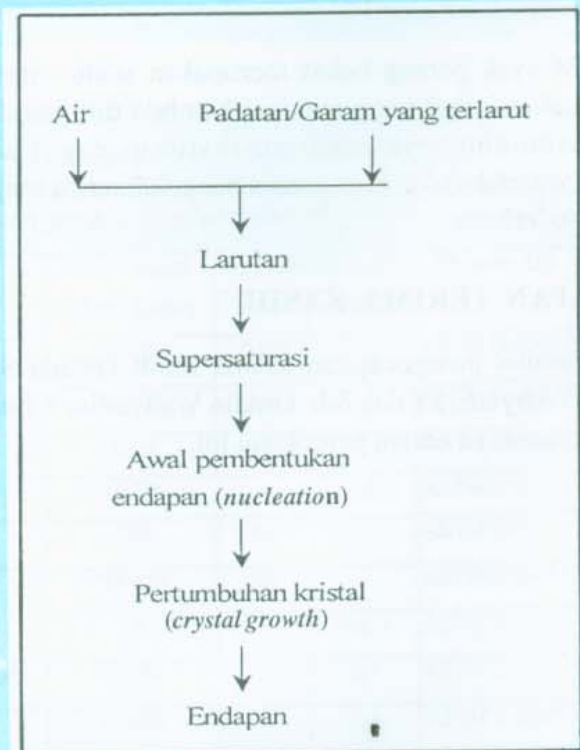 Air Padatan/Garam yang terlarut
Larutan
Supersaturasi
Awal pembentukan
endapan (nucleation)
Pertumbuhan kristal
(crystal growth)
Endapan